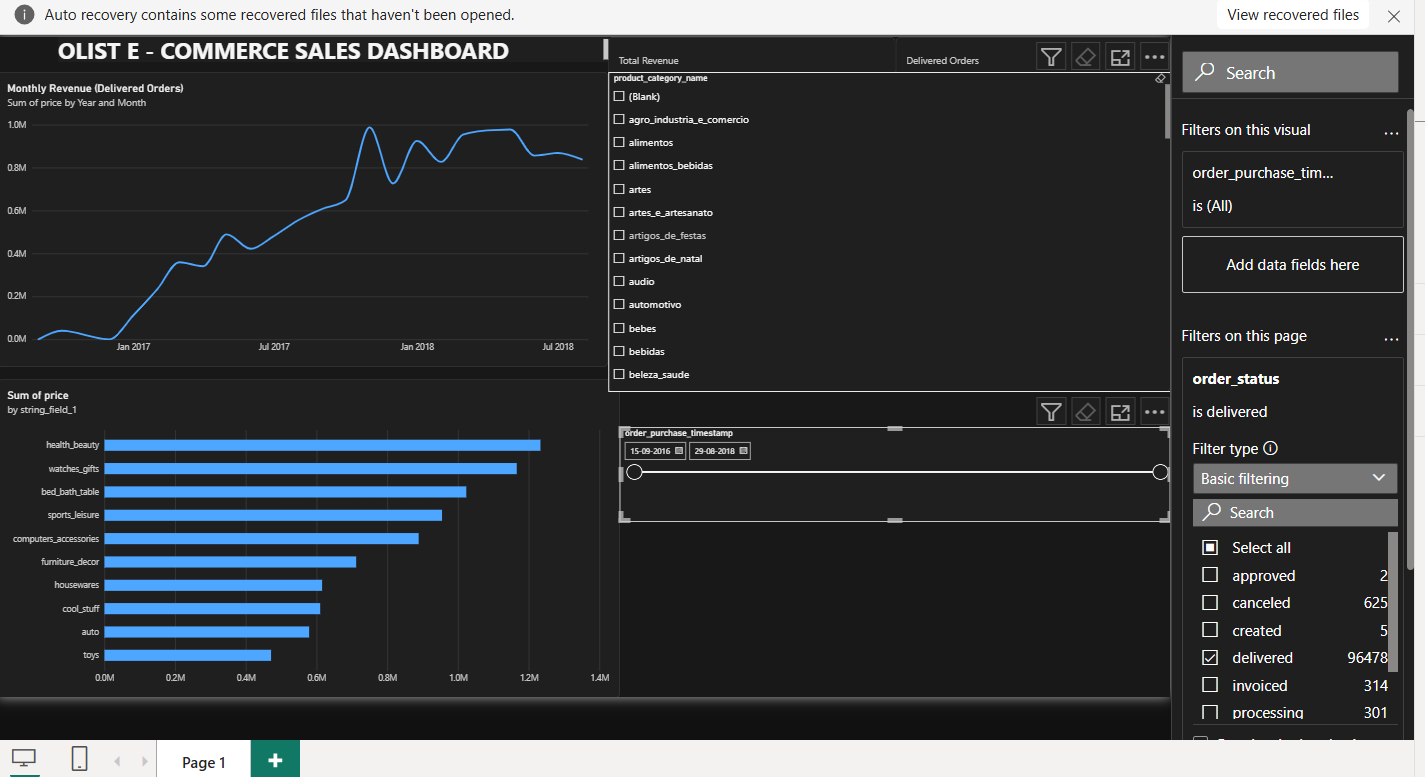 Auto recovery contains some recovered files that haven't been opened.
View recovered files
OLIST E - COMMERCE SALES DASHBOARD
Total Revenue
Delivered Orders
Monthly Revenue (Delivered Orders)
Sum of price by Year and Month
1.0M
0.8M
0.6M
0.4M
0.2M
0.0M
Jan 2017
Jul 2017
Jan 2018
Jul 2018
product_category_name
(Blank)
agro_industria_e_comercio
alimentos
alimentos_bebidas
artes
artes_e_artesanato
artigos_de_festas
artigos_de_natal
audio
automotivo
bebes
bebidas
beleza_saude
Sum of price
by string_field_1
health_beauty
watches_gifts
bed_bath_table
sports_leisure
computers_accessories
furniture_decor
housewares
cool_stuff
auto
toys
0.0M
0.2M
0.4M
0.6M
0.8M
1.0M
1.2M
1.4M
order_purchase_timestamp
15-09-2016
29-08-2018
Search
Filters on this visual
order_purchase_tim...
is (All)
Add data fields here
Filters on this page
order_status
is delivered
Filter type
Basic filtering
Search
Select all
approved 2
canceled 625
created 5
delivered 96478
invoiced 314
processing 301
Page 1